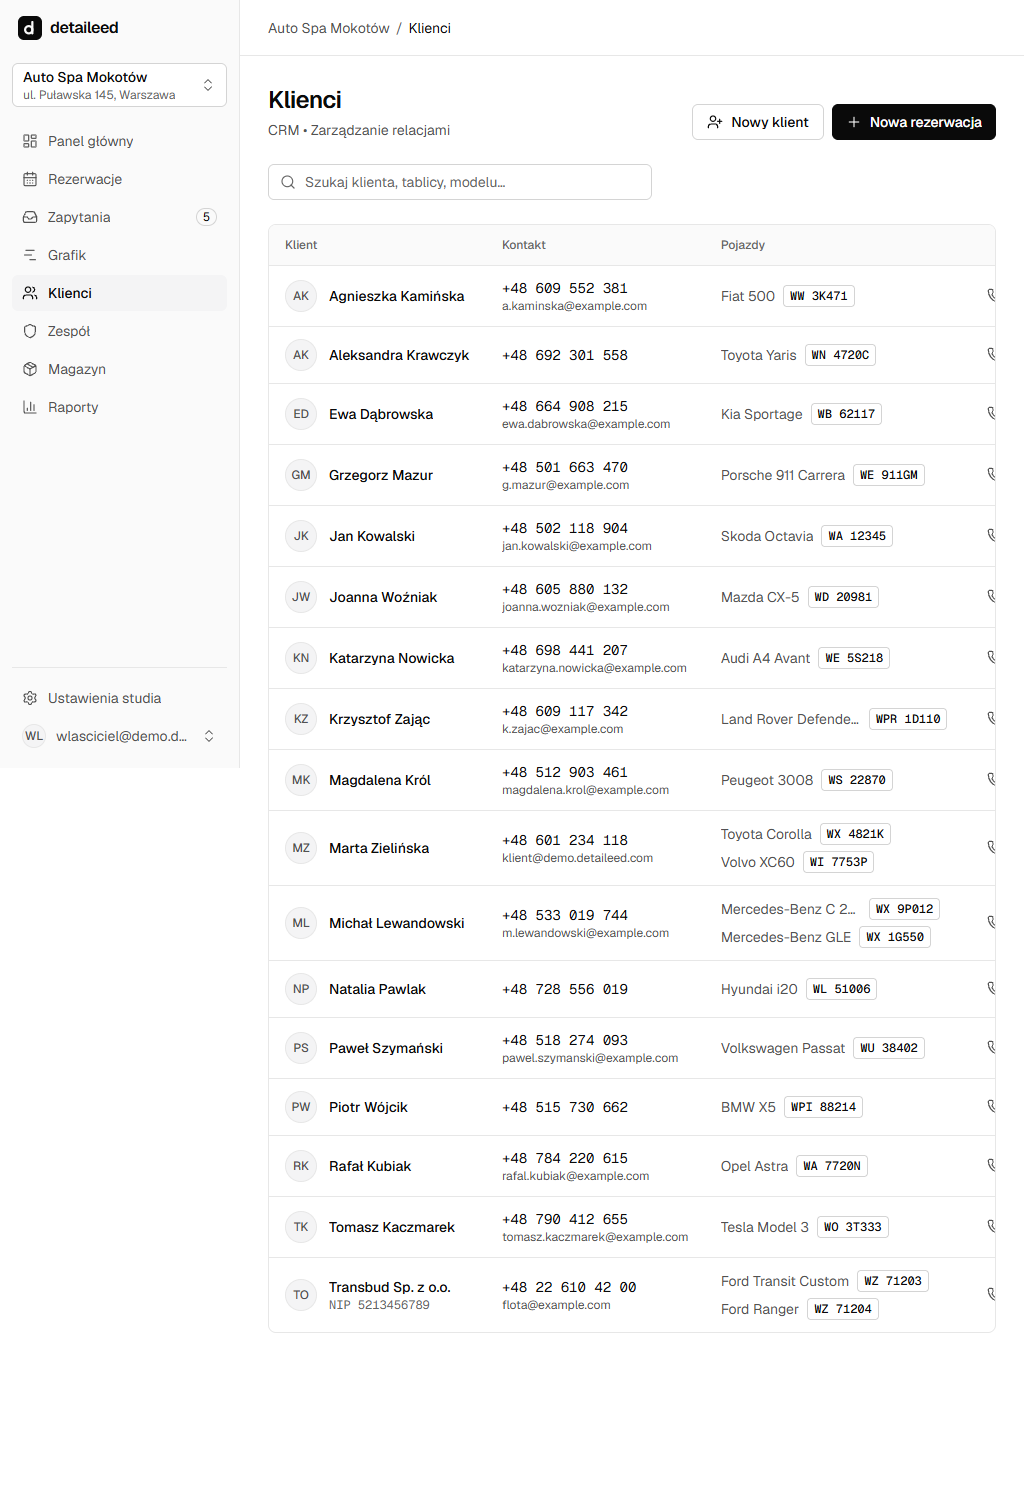 detaileed
Auto Spa Mokotów
ul. Puławska 145, Warszawa
Panel główny
Rezerwacje
Zapytania 5
Grafik
Klienci
Zespół
Magazyn
Raporty
Ustawienia studia
WL wlasciciel@demo.d...
Auto Spa Mokotów / Klienci
Klienci
CRM • Zarządzanie relacjami
Nowy klient
Nowa rezerwacja
Szukaj klienta, tablicy, modelu...
Klient Kontakt Pojazdy
AK Agnieszka Kamińska +48 609 552 381 Fiat 500 WW 3K471
a.kaminska@example.com
AK Aleksandra Krawczyk +48 692 301 558 Toyota Yaris WN 4720C
ED Ewa Dąbrowska +48 664 908 215 Kia Sportage WB 62117
ewa.dabrowska@example.com
GM Grzegorz Mazur +48 501 663 470 Porsche 911 Carrera WE 911GM
g.mazur@example.com
JK Jan Kowalski +48 502 118 904 Skoda Octavia WA 12345
jan.kowalski@example.com
JW Joanna Woźniak +48 605 880 132 Mazda CX-5 WD 20981
joanna.wozniak@example.com
KN Katarzyna Nowicka +48 698 441 207 Audi A4 Avant WE 5S218
katarzyna.nowicka@example.com
KZ Krzysztof Zając +48 609 117 342 Land Rover Defende... WPR 1D110
k.zajac@example.com
MK Magdalena Król +48 512 903 461 Peugeot 3008 WS 22870
magdalena.krol@example.com
MZ Marta Zielińska +48 601 234 118 Toyota Corolla WX 4821K
klient@demo.detaileed.com Volvo XC60 WI 7753P
ML Michał Lewandowski +48 533 019 744 Mercedes-Benz C 2... WX 9P012
m.lewandowski@example.com Mercedes-Benz GLE WX 1G550
NP Natalia Pawlak +48 728 556 019 Hyundai i20 WL 51006
PS Paweł Szymański +48 518 274 093 Volkswagen Passat WU 38402
pawel.szymanski@example.com
PW Piotr Wójcik +48 515 730 662 BMW X5 WPI 88214
RK Rafał Kubiak +48 784 220 615 Opel Astra WA 7720N
rafal.kubiak@example.com
TK Tomasz Kaczmarek +48 790 412 655 Tesla Model 3 WO 3T333
tomasz.kaczmarek@example.com
TO Transbud Sp. z o.o. +48 22 610 42 00 Ford Transit Custom WZ 71203
NIP 5213456789 flota@example.com Ford Ranger WZ 71204